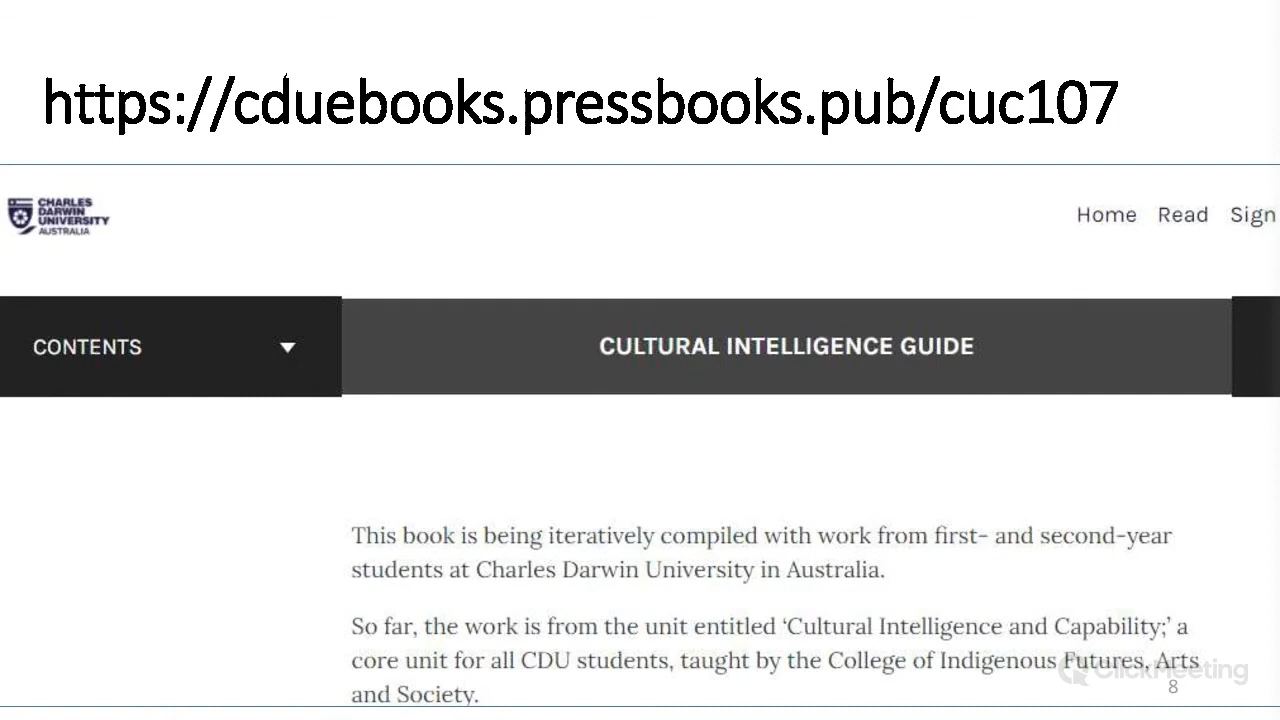 https://cduebooks.pressbooks.pub/cuc107
CHARLES
DARWIN
UNIVERSITY
AUSTRALIA
Home Read Sign
CONTENTS
CULTURAL INTELLIGENCE GUIDE
This book is being iteratively compiled with work from first- and second-year
students at Charles Darwin University in Australia.
So far, the work is from the unit entitled ‘Cultural Intelligence and Capability;’ a
core unit for all CDU students, taught by the College of Indigenous Futures, Arts
and Society.
ClickMeeting
8